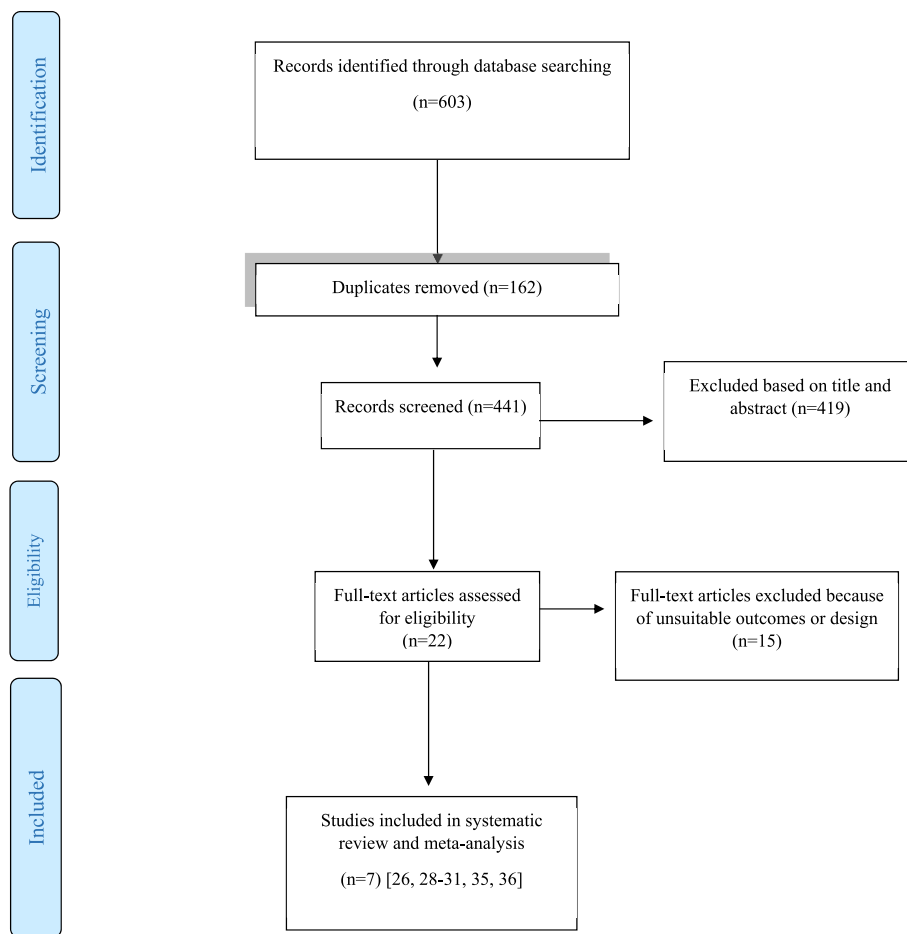 Identification
Records identified through database searching
(n=603)
Screening
Duplicates removed (n=162)
Records screened (n=441)
Excluded based on title and
abstract (n=419)
Eligibility
Full-text articles assessed
for eligibility
(n=22)
Full-text articles excluded because
of unsuitable outcomes or design
(n=15)
Included
Studies included in systematic
review and meta-analysis
(n=7) [26, 28-31, 35, 36]